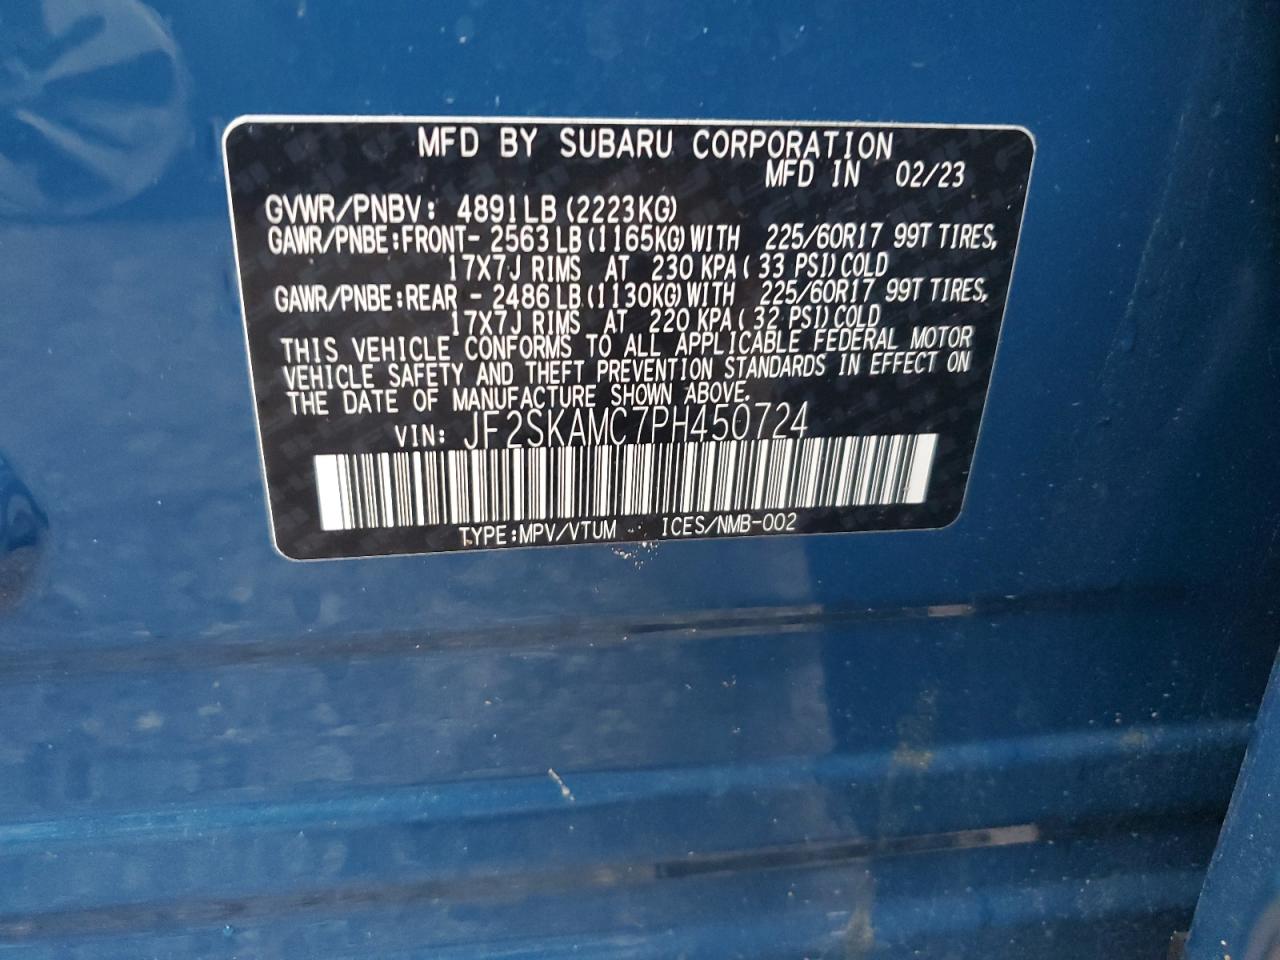 MFD BY SUBARU CORPORATION
MFD IN 02/23
GVWR/PNBV: 4891LB (2223KG)
GAWR/PNBE:FRONT- 2563 LB (1165KG) WITH 225/60R17 99T TIRES,
17X7J RIMS AT 230 KPA ( 33 PSI) COLD
GAWR/PNBE:REAR - 2486 LB (1130KG) WITH 225/60R17 99T TIRES,
17X7J RIMS AT 220 KPA ( 32 PSI) COLD
THIS VEHICLE CONFORMS TO ALL APPLICABLE FEDERAL MOTOR
VEHICLE SAFETY AND THEFT PREVENTION STANDARDS IN EFFECT ON
THE DATE OF MANUFACTURE SHOWN ABOVE.
VIN: JF2SKAMC7PH450724
TYPE:MPV/VTUM ICES/NMB-002